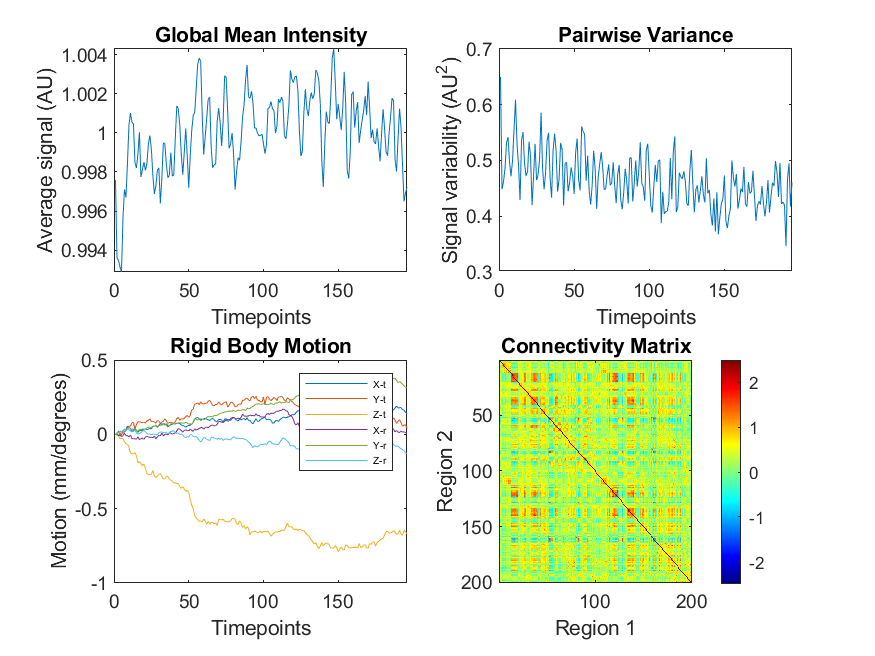 Global Mean Intensity
Average signal (AU)
1.004
1.002
1
0.998
0.996
0.994
0
50
100
150
Timepoints
Pairwise Variance
Signal variability (AU²)
0.7
0.6
0.5
0.4
0.3
0
50
100
150
Timepoints
Rigid Body Motion
Motion (mm/degrees)
0.5
0
-0.5
-1
0
50
100
150
Timepoints
X-t
Y-t
Z-t
X-r
Y-r
Z-r
Connectivity Matrix
Region 2
50
100
150
200
100
200
Region 1
2
1
0
-1
-2